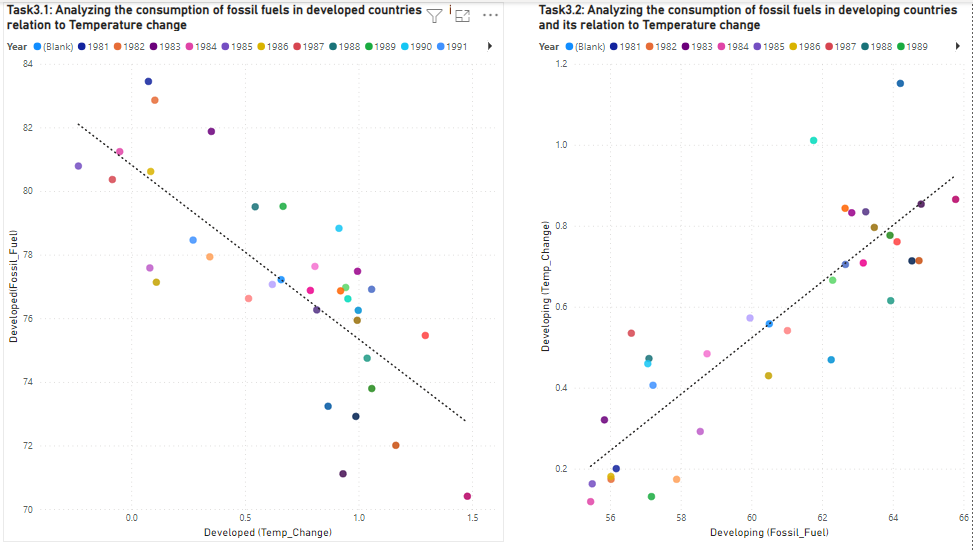 Task3.1: Analyzing the consumption of fossil fuels in developed countries
relation to Temperature change
Year (Blank) 1981 1982 1983 1984 1985 1986 1987 1988 1989 1990 1991
84
82
80
78
76
74
72
70
Developed(Fossil_Fuel)
0.0 0.5 1.0 1.5
Developed (Temp_Change)
Task3.2: Analyzing the consumption of fossil fuels in developing countries
and its relation to Temperature change
Year (Blank) 1981 1982 1983 1984 1985 1986 1987 1988 1989
1.2
1.0
0.8
0.6
0.4
0.2
Developing (Temp_Change)
56 58 60 62 64 66
Developing (Fossil_Fuel)